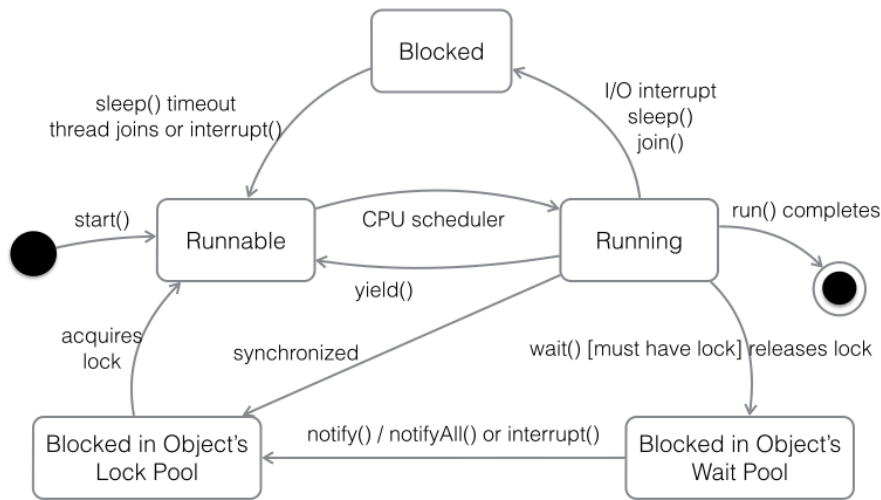 Blocked
sleep() timeout
thread joins or interrupt()
I/O interrupt
sleep()
join()
start()
Runnable
CPU scheduler
Running
run() completes
yield()
acquires
lock
synchronized
wait() [must have lock] releases lock
Blocked in Object's
Lock Pool
notify() / notifyAll() or interrupt()
Blocked in Object's
Wait Pool